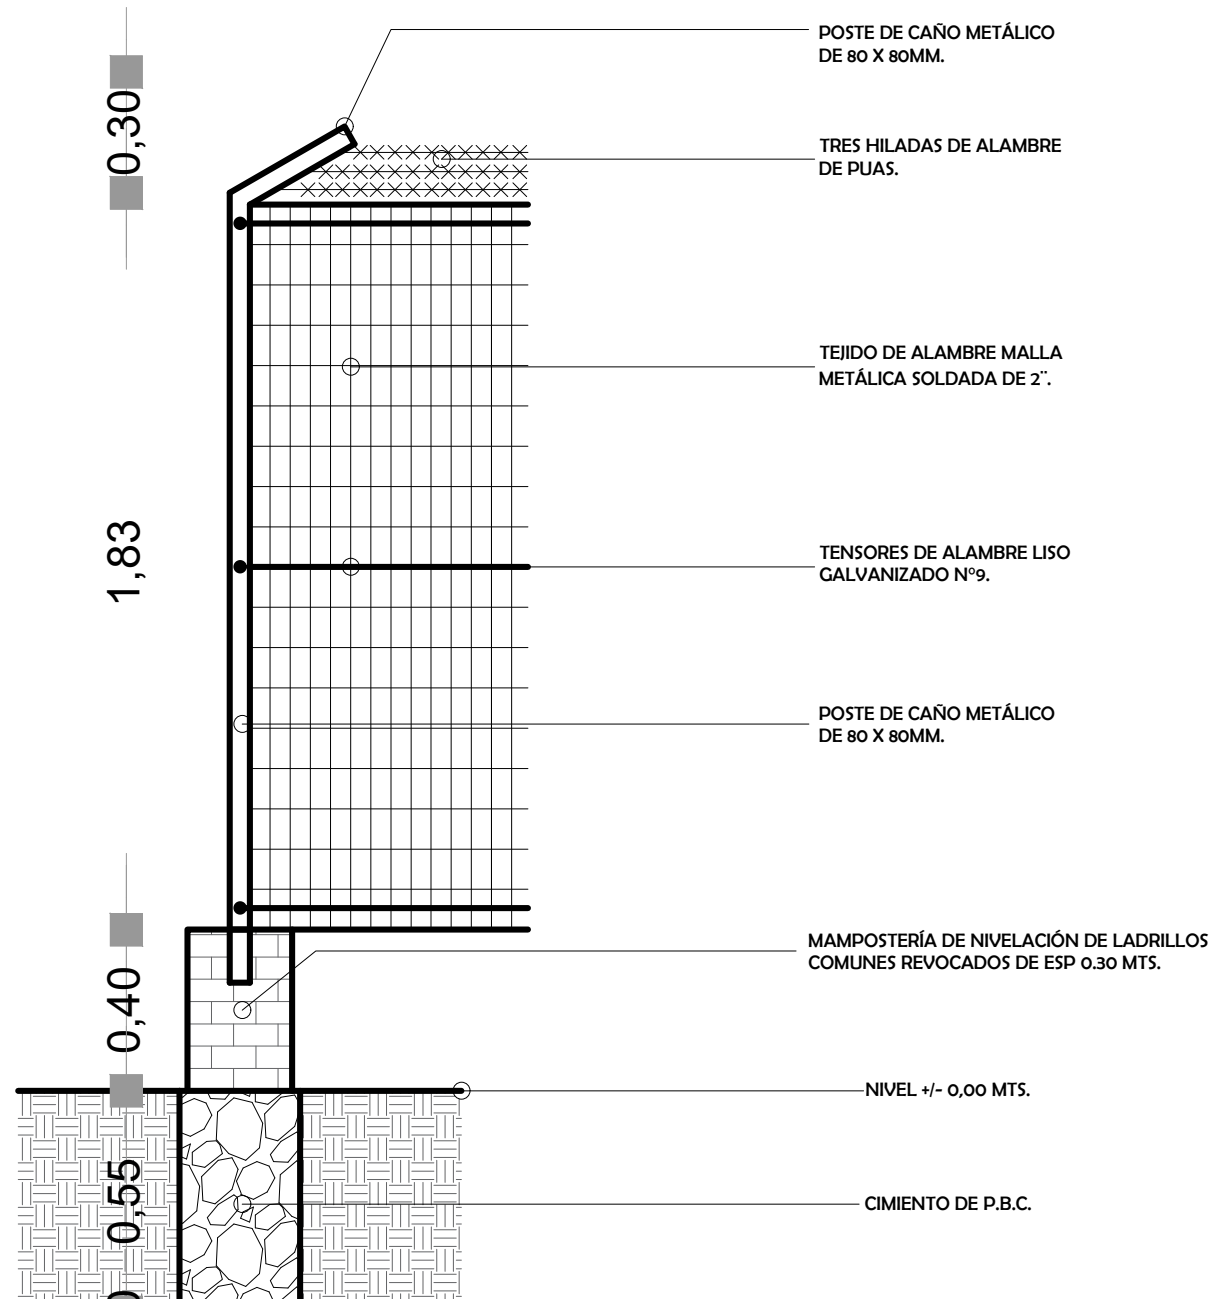 POSTE DE CAÑO METÁLICO
DE 80 X 80MM.
0,30
TRES HILADAS DE ALAMBRE
DE PUAS.
TEJIDO DE ALAMBRE MALLA
METÁLICA SOLDADA DE 2¨.
1,83
TENSORES DE ALAMBRE LISO
GALVANIZADO Nº9.
POSTE DE CAÑO METÁLICO
DE 80 X 80MM.
MAMPOSTERÍA DE NIVELACIÓN DE LADRILLOS
COMUNES REVOCADOS DE ESP 0.30 MTS.
0,40
NIVEL +/- 0,00 MTS.
0,55
CIMIENTO DE P.B.C.